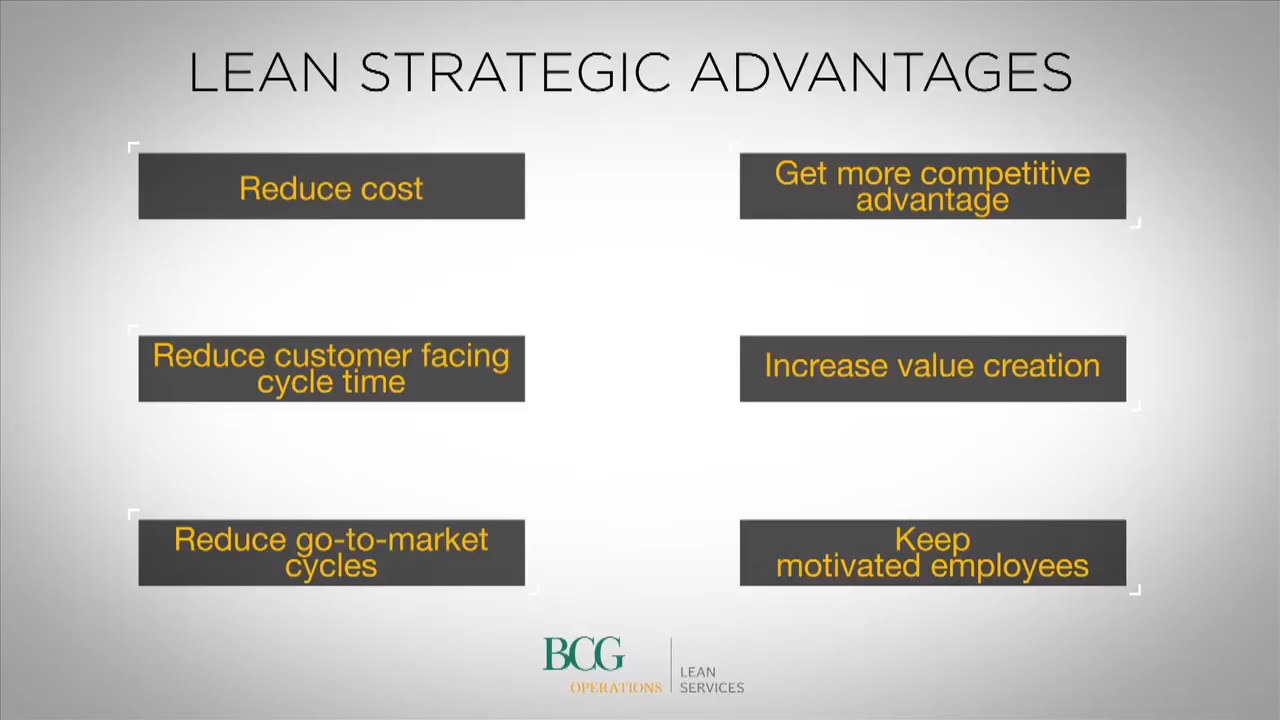 LEAN STRATEGIC ADVANTAGES
Reduce cost
Get more competitive
advantage
Reduce customer facing
cycle time
Increase value creation
Reduce go-to-market
cycles
Keep
motivated employees
BCG
OPERATIONS
LEAN
SERVICES